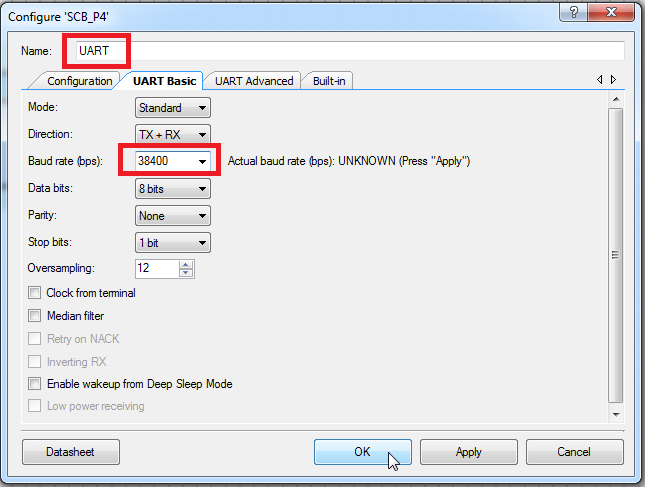 Configure 'SCB_P4'
Name: UART
Configuration UART Basic UART Advanced Built-in
Mode: Standard
Direction: TX + RX
Baud rate (bps): 38400 Actual baud rate (bps): UNKNOWN (Press "Apply")
Data bits: 8 bits
Parity: None
Stop bits: 1 bit
Oversampling: 12
Clock from terminal
Median filter
Retry on NACK
Inverting RX
Enable wakeup from Deep Sleep Mode
Low power receiving
Datasheet OK Apply Cancel